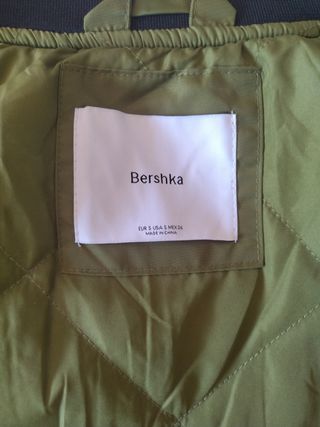 Bershka
EUR S USA S MEX 26
MADE IN CHINA